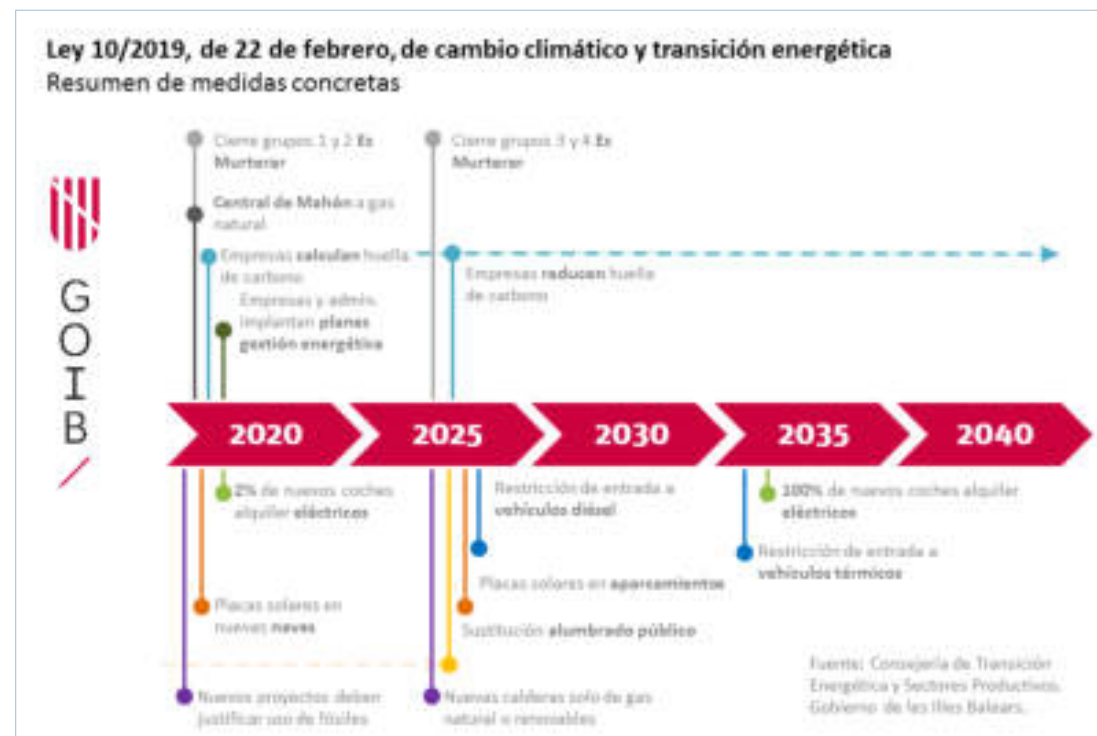 Ley 10/2019, de 22 de febrero, de cambio climático y transición energética
Resumen de medidas concretas
Cierre grupos 1 y 2 Es
Murterar
Cierre grupos 3 y 4 Es
Murterar
Central de Mahón a gas
natural
Empresas calculan huella
de carbono
Empresas reducen huella
de carbono
Empresas y admin.
implantan planes
gestión energética
GOIB
2020
2025
2030
2035
2040
2% de nuevos coches
alquiler eléctricos
Restricción de entrada a
vehículos diésel
100% de nuevos coches alquiler
eléctricos
Restricción de entrada a
vehículos térmicos
Placas solares en aparcamientos
Placas solares en
nuevas naves
Sustitución alumbrado público
Nuevos proyectos deben
justificar uso de fósiles
Nuevas calderas solo de gas
natural o renovables
Fuente: Consejería de Transición
Energética y Sectores Productivos.
Gobierno de les Illes Balears.